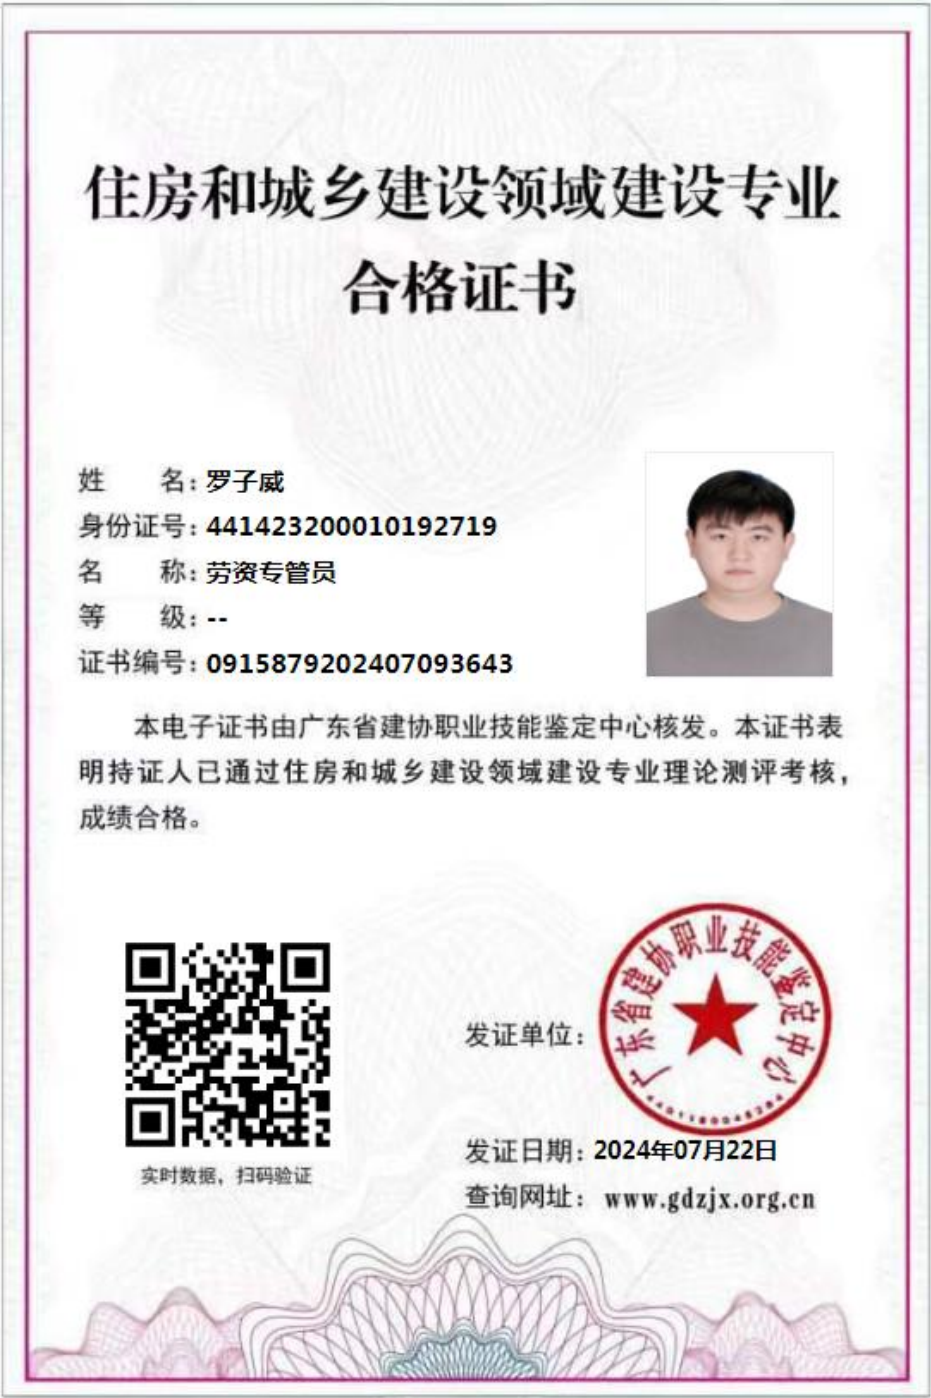 住房和城乡建设领域建设专业
合格证书
姓 名：罗子威
身份证号：441423200010192719
名 称：劳资专管员
等 级：--
证书编号：0915879202407093643
本电子证书由广东省建协职业技能鉴定中心核发。本证书表
明持证人已通过住房和城乡建设领域建设专业理论测评考核，
成绩合格。
广东省建协职业技能鉴定中心
发证单位：
发证日期：2024年07月22日
实时数据，扫码验证
查询网址：www.gdzjx.org.cn